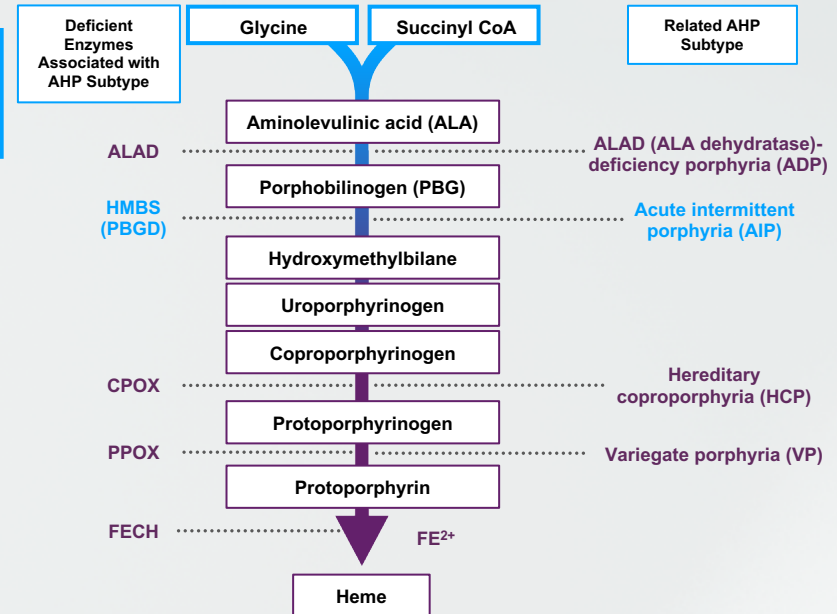 Deficient
Enzymes
Associated with
AHP Subtype
Glycine
Succinyl CoA
Related AHP
Subtype
Aminolevulinic acid (ALA)
ALAD
ALAD (ALA dehydratase)-
deficiency porphyria (ADP)
Porphobilinogen (PBG)
HMBS
(PBGD)
Acute intermittent
porphyria (AIP)
Hydroxymethylbilane
Uroporphyrinogen
Coproporphyrinogen
CPOX
Hereditary
coproporphyria (HCP)
Protoporphyrinogen
PPOX
Variegate porphyria (VP)
Protoporphyrin
FECH
FE²⁺
Heme